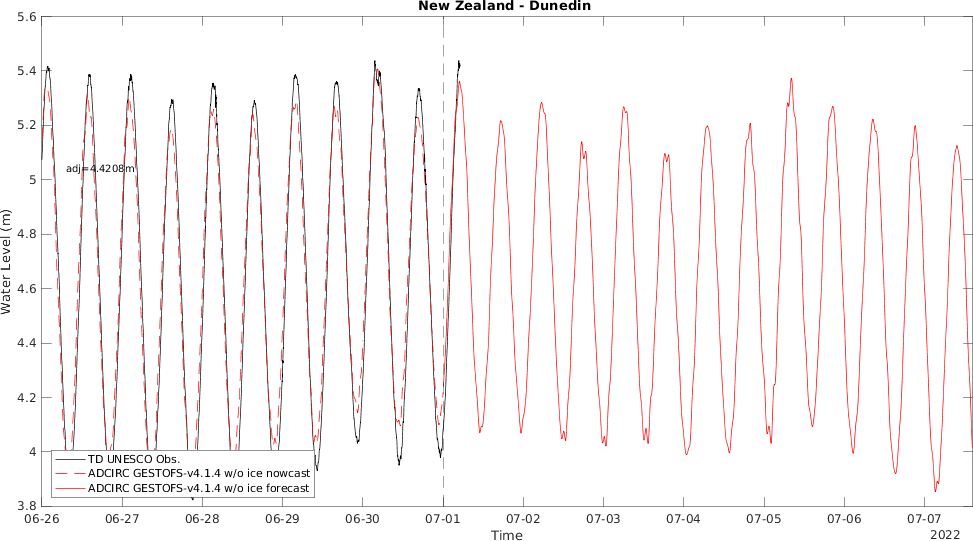 New Zealand - Dunedin
5.6
5.4
5.2
5
4.8
4.6
4.4
4.2
4
3.8
Water Level (m)
adj=4.4208m
TD UNESCO Obs.
ADCIRC GESTOFS-v4.1.4 w/o ice nowcast
ADCIRC GESTOFS-v4.1.4 w/o ice forecast
06-26 06-27 06-28 06-29 06-30 07-01 07-02 07-03 07-04 07-05 07-06 07-07
Time
2022